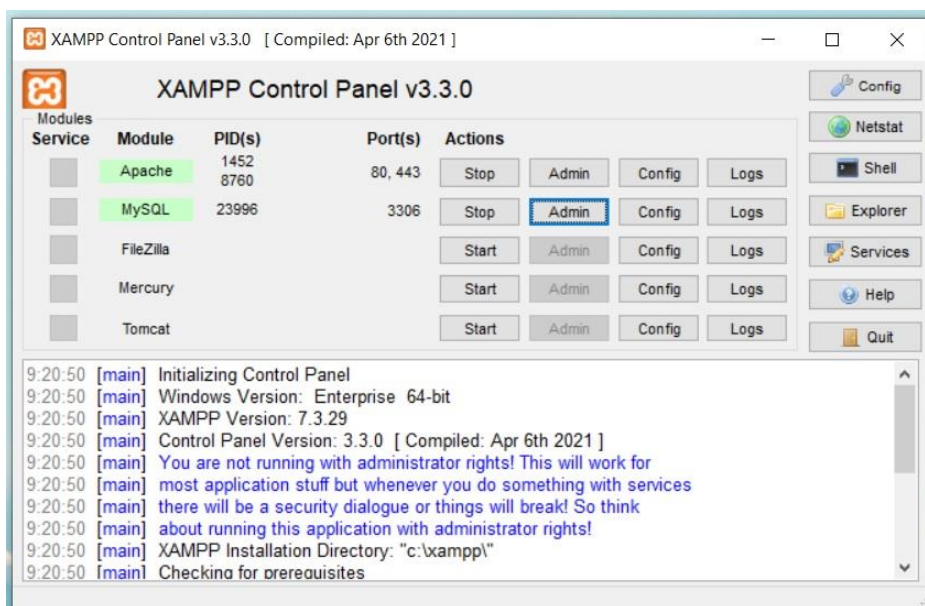 XAMPP Control Panel v3.3.0 [ Compiled: Apr 6th 2021 ]
XAMPP Control Panel v3.3.0
Config
Modules
Service Module PID(s) Port(s) Actions
Netstat
Apache 1452 8760 80, 443 Stop Admin Config Logs
Shell
MySQL 23996 3306 Stop Admin Config Logs
Explorer
FileZilla Start Admin Config Logs
Services
Mercury Start Admin Config Logs
Help
Tomcat Start Admin Config Logs
Quit
9:20:50 [main] Initializing Control Panel
9:20:50 [main] Windows Version: Enterprise 64-bit
9:20:50 [main] XAMPP Version: 7.3.29
9:20:50 [main] Control Panel Version: 3.3.0 [ Compiled: Apr 6th 2021 ]
9:20:50 [main] You are not running with administrator rights! This will work for
9:20:50 [main] most application stuff but whenever you do something with services
9:20:50 [main] there will be a security dialogue or things will break! So think
9:20:50 [main] about running this application with administrator rights!
9:20:50 [main] XAMPP Installation Directory: "c:\xampp\"
9:20:50 [main] Checking for prerequisites